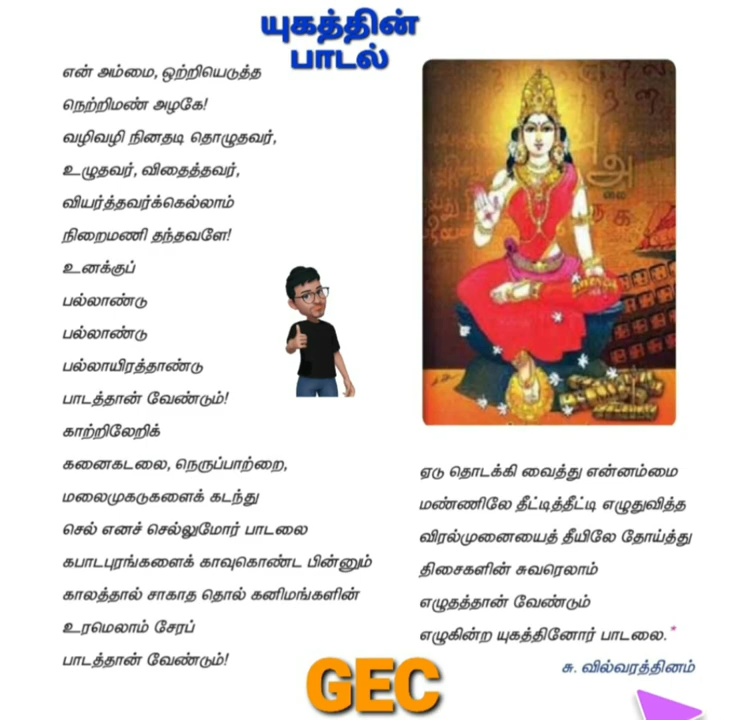 யுகத்தின்
பாடல்
என் அம்மை, ஒற்றியெடுத்த
நெற்றிமண் அழகே!
வழிவழி நினதடி தொழுதவர்,
உழுதவர், விதைத்தவர்,
வியர்த்தவர்க்கெல்லாம்
நிறைமணி தந்தவளே!
உனக்குப்
பல்லாண்டு
பல்லாண்டு
பல்லாயிரத்தாண்டு
பாடத்தான் வேண்டும்!
காற்றிலேறிக்
கனைகடலை, நெருப்பாற்றை,
மலைமுகடுகளைக் கடந்து
செல் எனச் செல்லுமோர் பாடலை
கபாடபுரங்களைக் காவுகொண்ட பின்னும்
காலத்தால் சாகாத தொல் கனிமங்களின்
உரமெலாம் சேரப்
பாடத்தான் வேண்டும்!
ஏடு தொடக்கி வைத்து என்னம்மை
மண்ணிலே தீட்டித்தீட்டி எழுதுவித்த
விரல்முனையைத் தீயிலே தோய்த்து
திசைகளின் சுவரெலாம்
எழுதத்தான் வேண்டும்
எழுகின்ற யுகத்தினோர் பாடலை.*
சு. வில்வரத்தினம்
GEC
அ